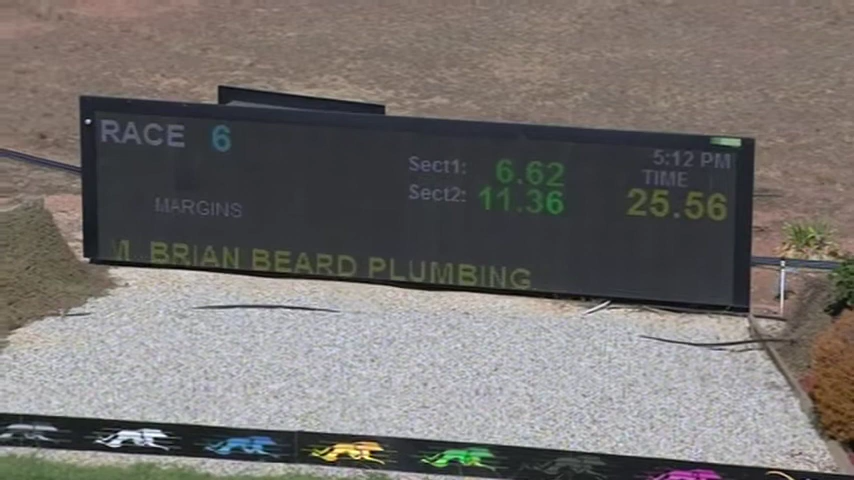 RACE 6
Sect1: 6.62
Sect2: 11.36
5:12 PM
TIME
25.56
MARGINS
M BRIAN BEARD PLUMBING